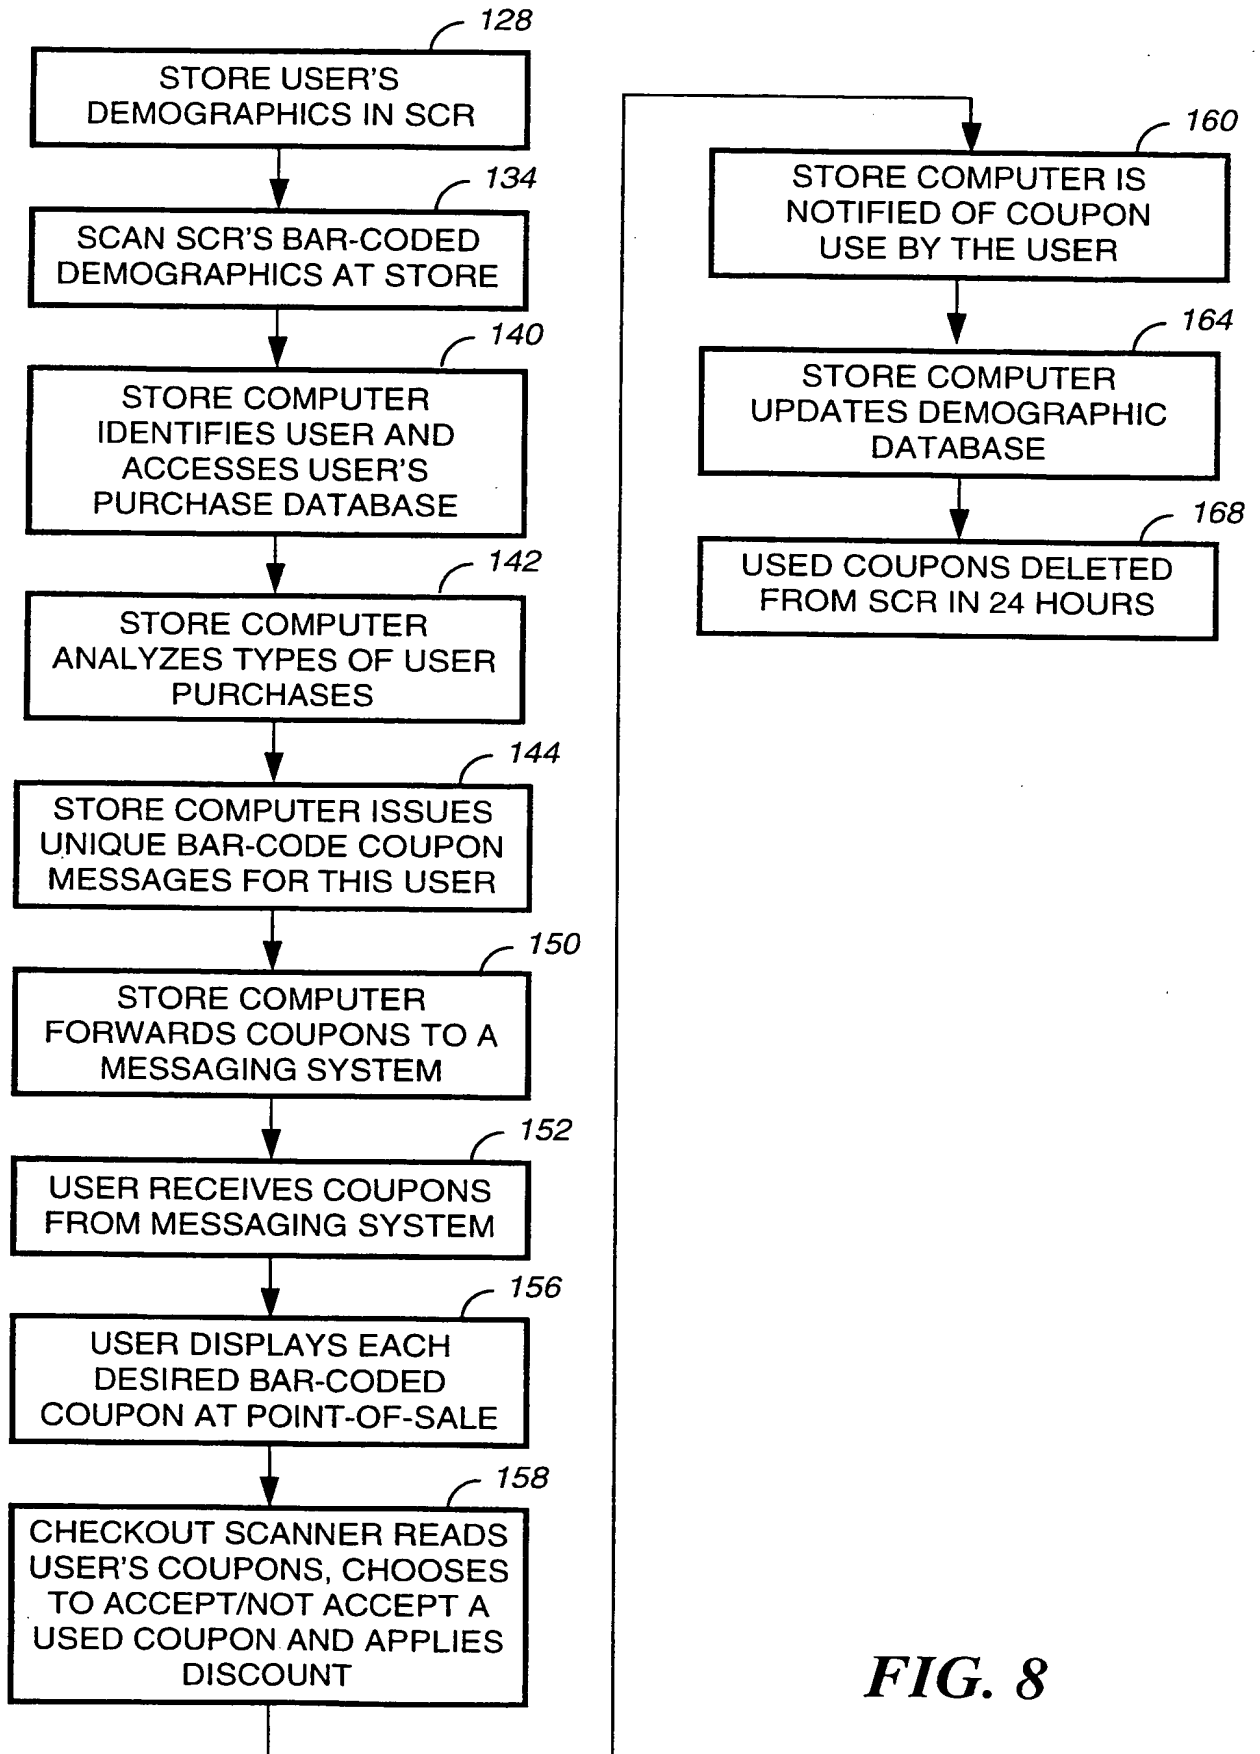 128
STORE USER'S
DEMOGRAPHICS IN SCR
134
SCAN SCR'S BAR-CODED
DEMOGRAPHICS AT STORE
140
STORE COMPUTER
IDENTIFIES USER AND
ACCESSES USER'S
PURCHASE DATABASE
142
STORE COMPUTER
ANALYZES TYPES OF USER
PURCHASES
144
STORE COMPUTER ISSUES
UNIQUE BAR-CODE COUPON
MESSAGES FOR THIS USER
150
STORE COMPUTER
FORWARDS COUPONS TO A
MESSAGING SYSTEM
152
USER RECEIVES COUPONS
FROM MESSAGING SYSTEM
156
USER DISPLAYS EACH
DESIRED BAR-CODED
COUPON AT POINT-OF-SALE
158
CHECKOUT SCANNER READS
USER'S COUPONS, CHOOSES
TO ACCEPT/NOT ACCEPT A
USED COUPON AND APPLIES
DISCOUNT
160
STORE COMPUTER IS
NOTIFIED OF COUPON
USE BY THE USER
164
STORE COMPUTER
UPDATES DEMOGRAPHIC
DATABASE
168
USED COUPONS DELETED
FROM SCR IN 24 HOURS
FIG. 8